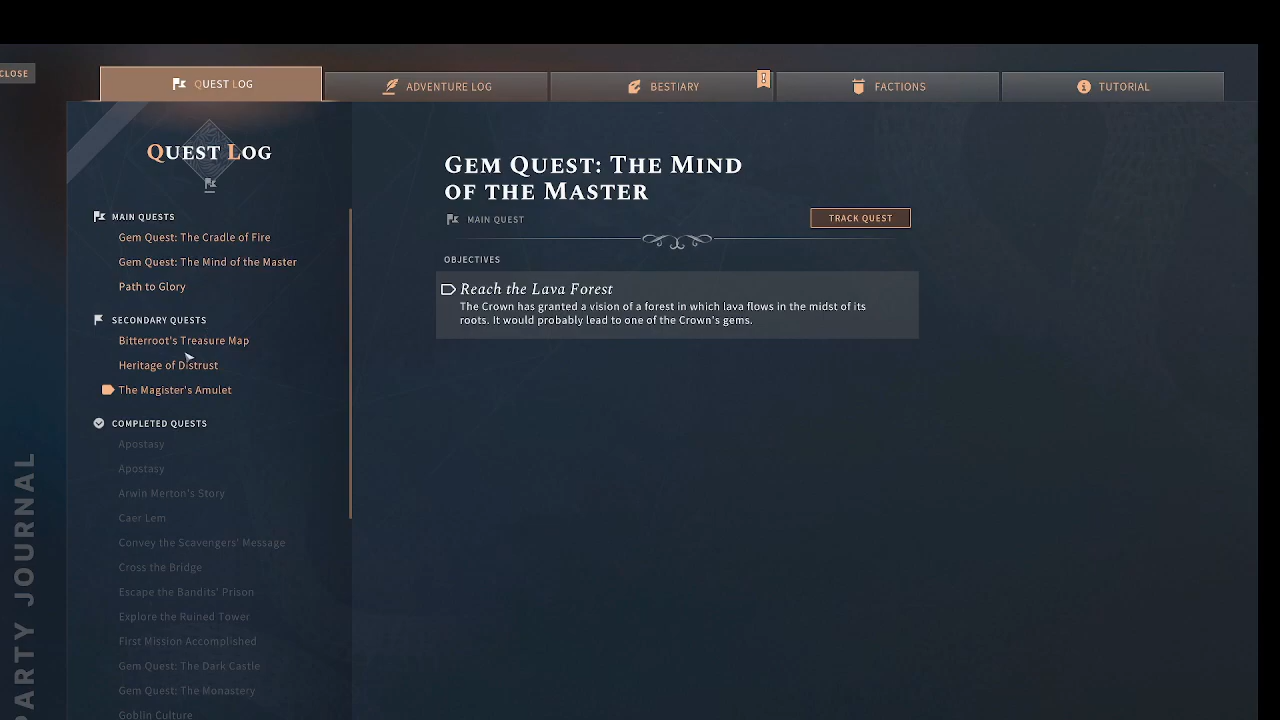 CLOSE
QUEST LOG
ADVENTURE LOG
BESTIARY
FACTIONS
TUTORIAL
QUEST LOG
MAIN QUESTS
Gem Quest: The Cradle of Fire
Gem Quest: The Mind of the Master
Path to Glory
SECONDARY QUESTS
Bitterroot's Treasure Map
Heritage of Distrust
The Magister's Amulet
COMPLETED QUESTS
Apostasy
Apostasy
Arwin Merton's Story
Caer Lem
Convey the Scavengers' Message
Cross the Bridge
Escape the Bandits' Prison
Explore the Ruined Tower
First Mission Accomplished
Gem Quest: The Dark Castle
Gem Quest: The Monastery
Goblin Culture
GEM QUEST: THE MIND
OF THE MASTER
MAIN QUEST
TRACK QUEST
OBJECTIVES
Reach the Lava Forest
The Crown has granted a vision of a forest in which lava flows in the midst of its
roots. It would probably lead to one of the Crown's gems.
PARTY JOURNAL